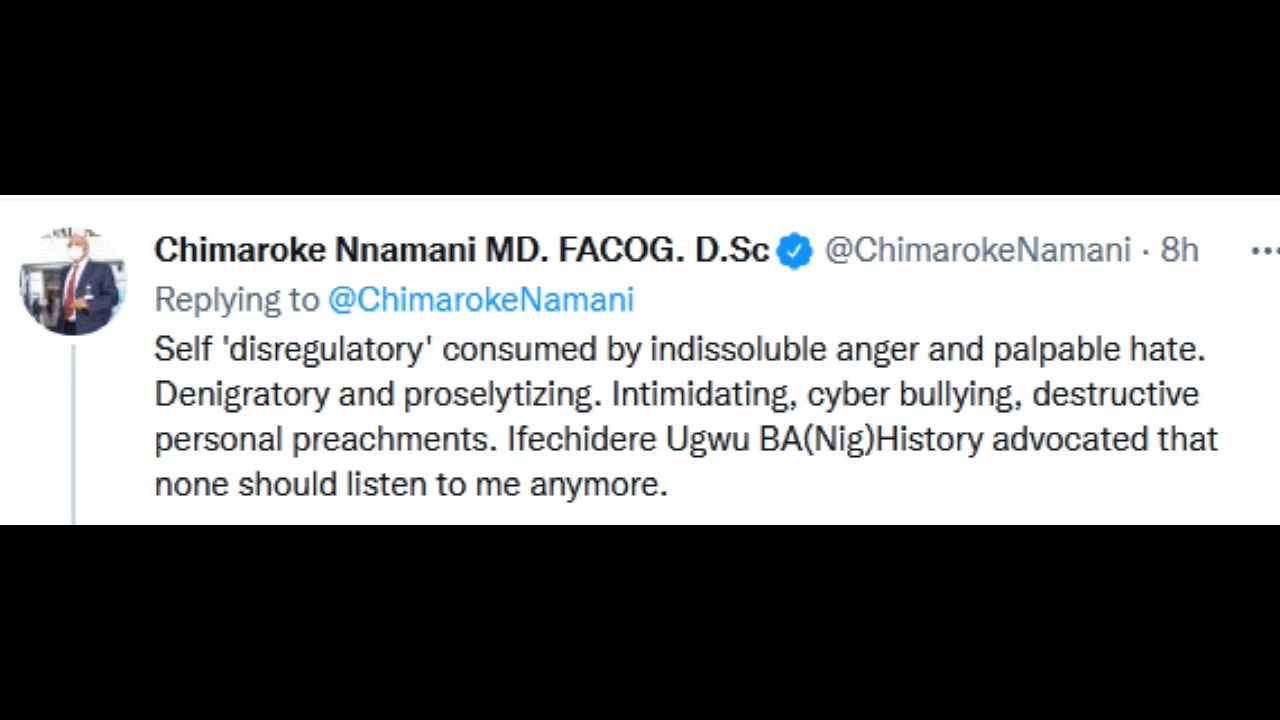 Chimaroke Nnamani MD. FACOG. D.Sc @ChimarokeNamani · 8h
Replying to @ChimarokeNamani
Self 'disregulatory' consumed by indissoluble anger and palpable hate.
Denigratory and proselytizing. Intimidating, cyber bullying, destructive
personal preachments. Ifechidere Ugwu BA(Nig)History advocated that
none should listen to me anymore.